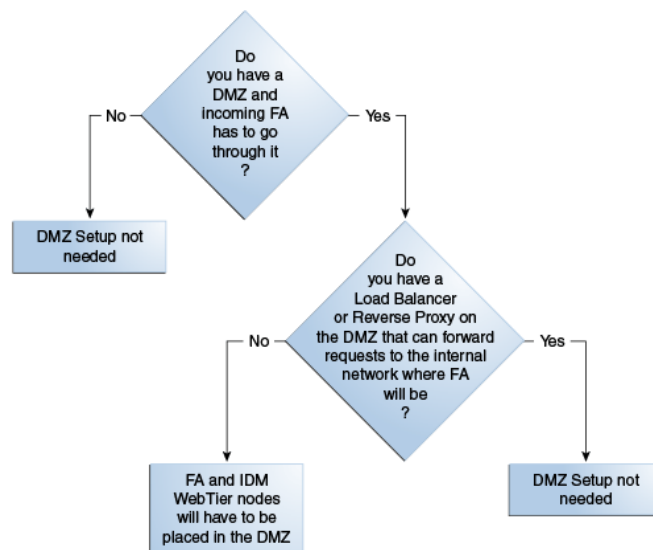 Do
you have a
DMZ and
incoming FA
has to go
through it
?
No
Yes
DMZ Setup not
needed
Do
you have a
Load Balancer
or Reverse Proxy on
the DMZ that can forward
requests to the internal
network where FA
will be
?
No
Yes
FA and IDM
WebTier nodes
will have to be
placed in the DMZ
DMZ Setup not
needed